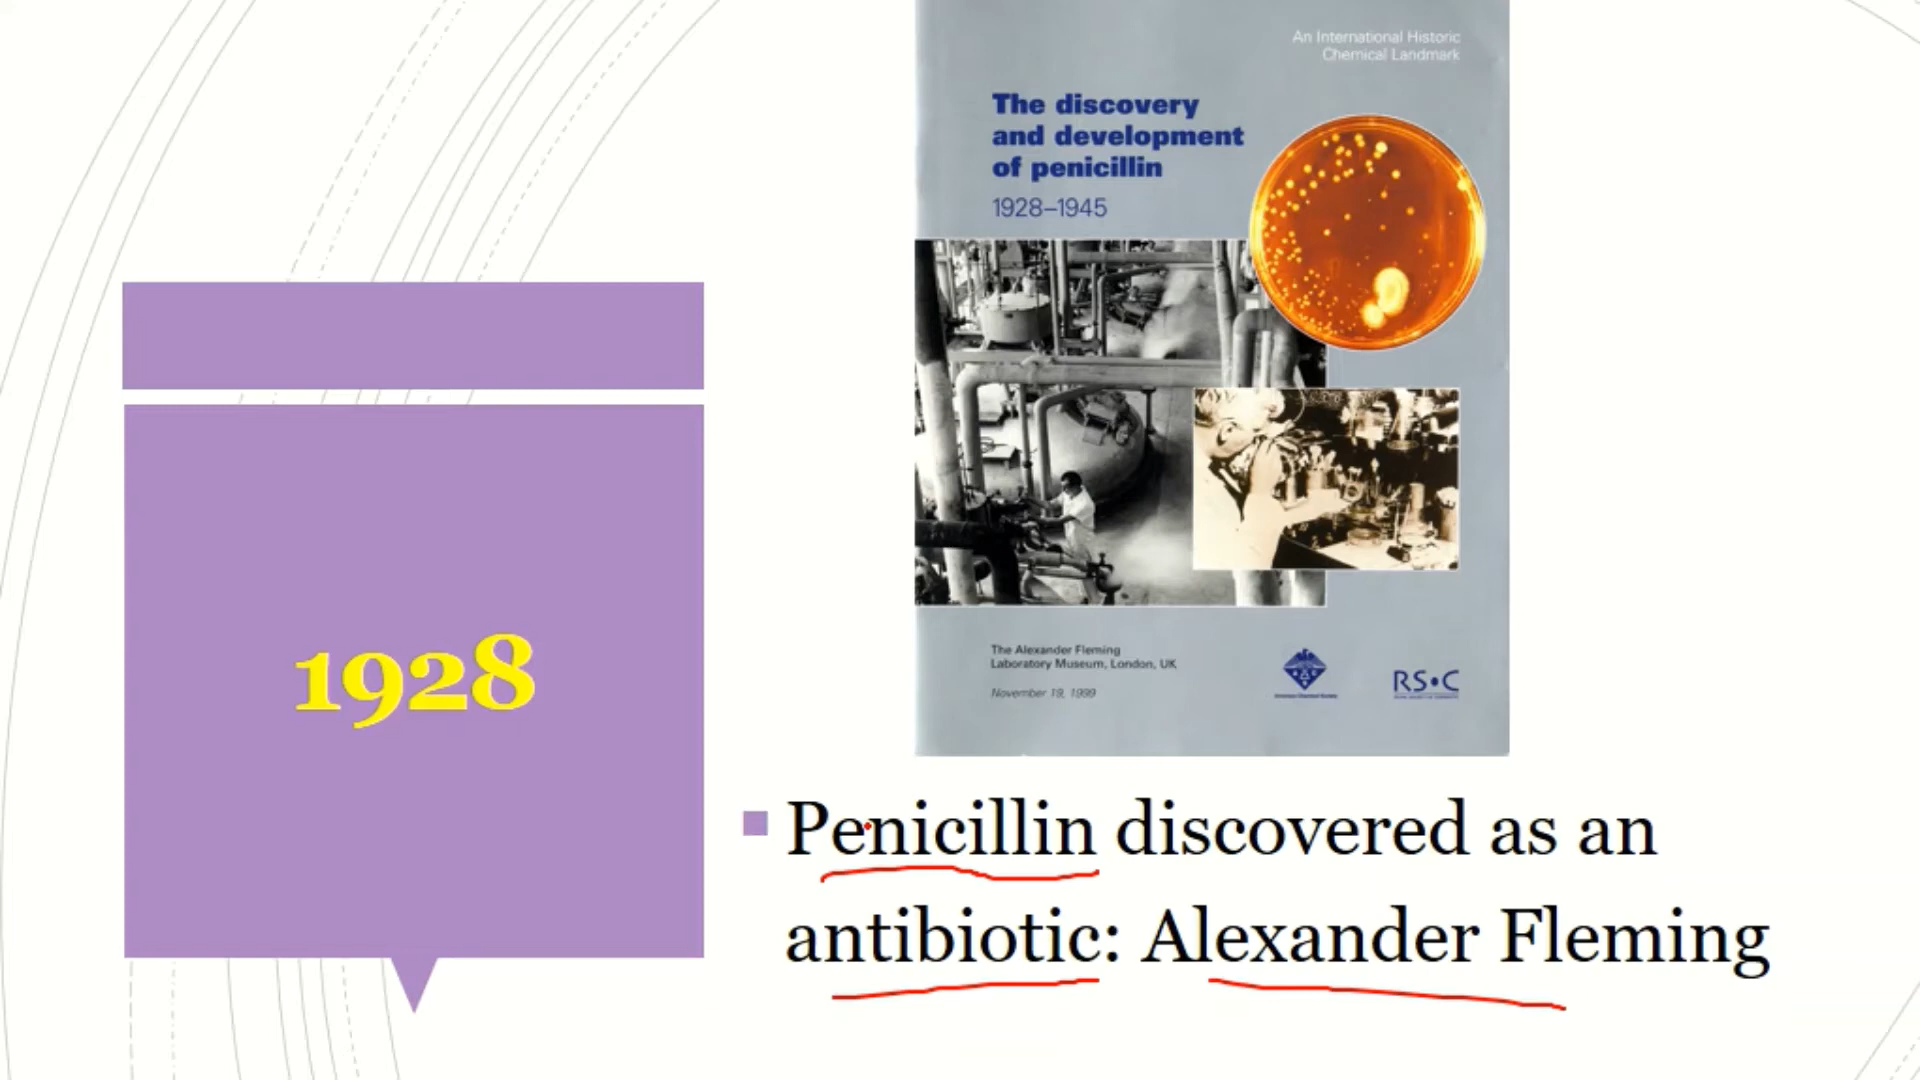 An International Historic
Chemical Landmark
The discovery
and development
of penicillin
1928–1945
The Alexander Fleming
Laboratory Museum, London, UK
November 19, 1999
RS•C
1928
Penicillin discovered as an
antibiotic: Alexander Fleming